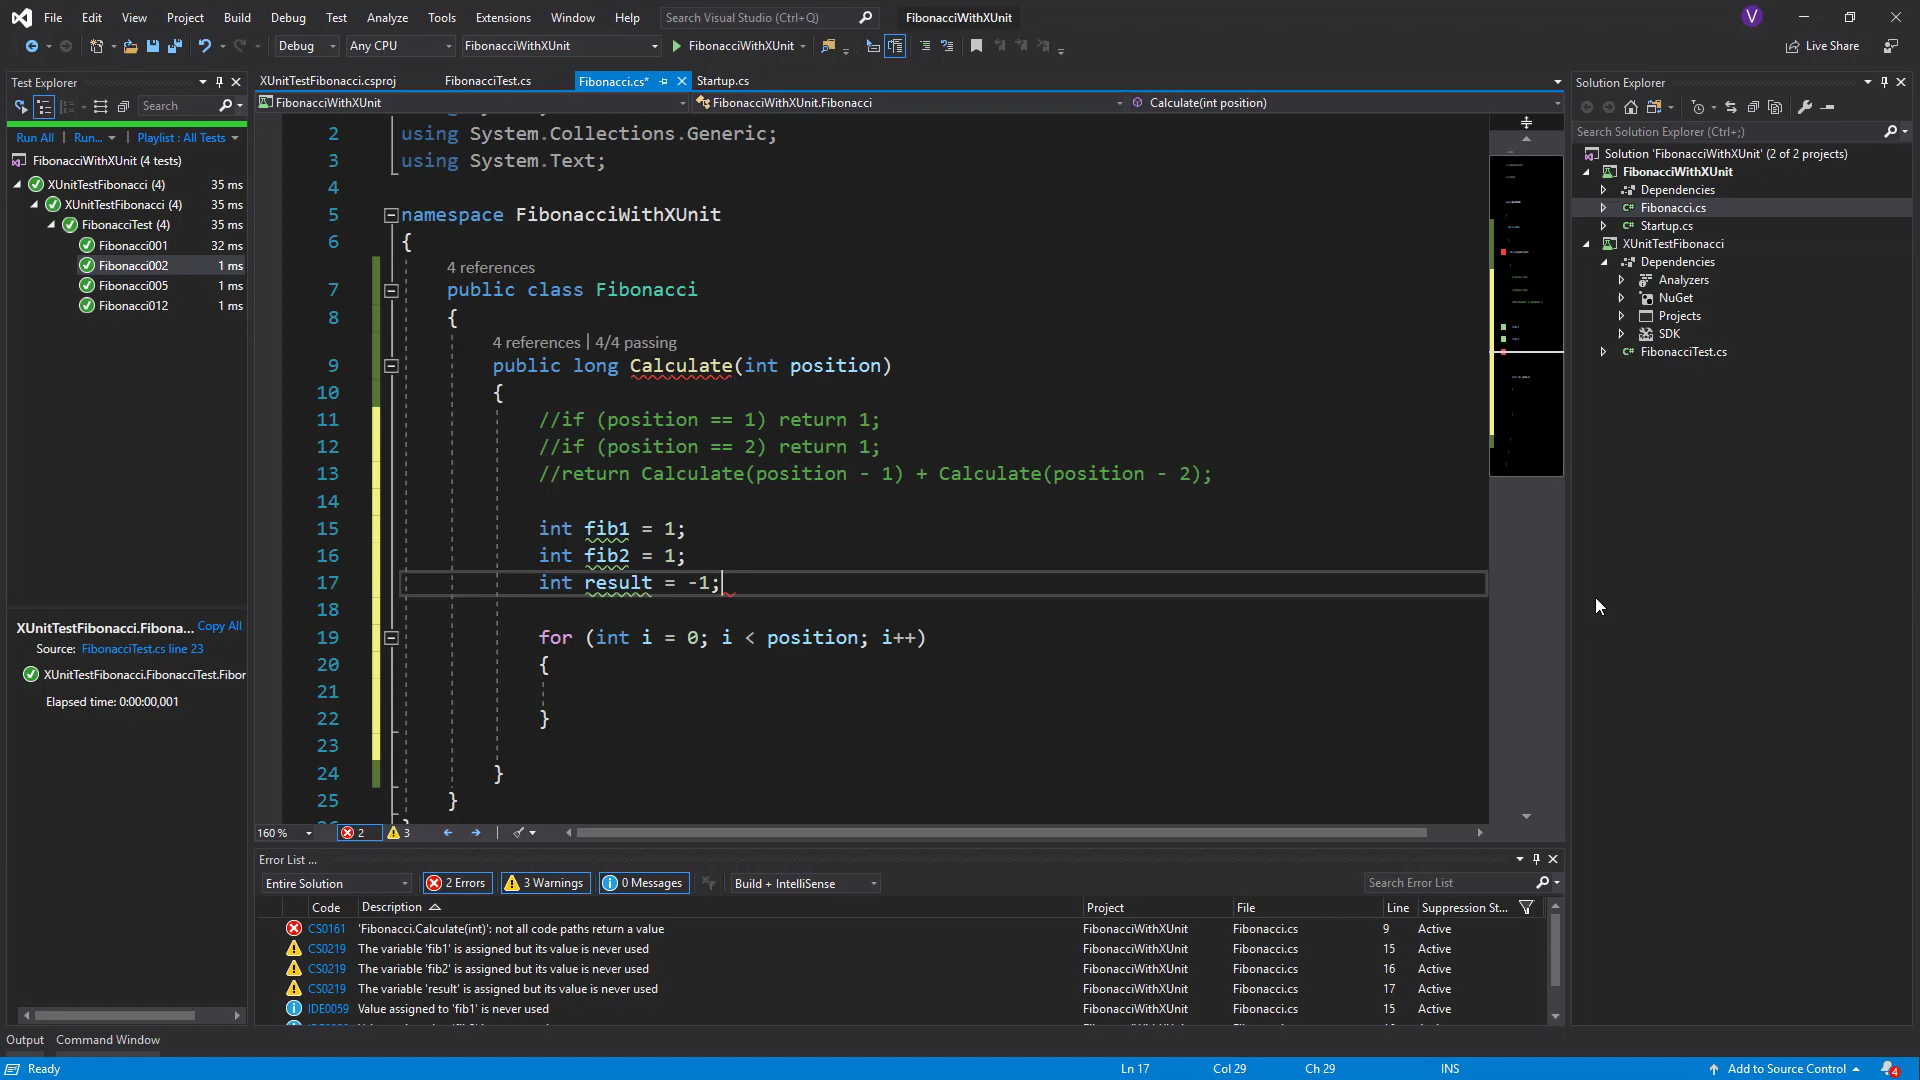 File Edit View Project Build Debug Test Analyze Tools Extensions Window Help Search Visual Studio (Ctrl+Q) FibonacciWithXUnit V
Debug Any CPU FibonacciWithXUnit FibonacciWithXUnit Live Share
Test Explorer
Search
Run All Run... Playlist : All Tests
FibonacciWithXUnit (4 tests)
XUnitTestFibonacci (4) 35 ms
XUnitTestFibonacci (4) 35 ms
FibonacciTest (4) 35 ms
Fibonacci001 32 ms
Fibonacci002 1 ms
Fibonacci005 1 ms
Fibonacci012 1 ms
XUnitTestFibonacci.Fibona... Copy All
Source: FibonacciTest.cs line 23
XUnitTestFibonacci.FibonacciTest.Fibor
Elapsed time: 0:00:00,001
XUnitTestFibonacci.csproj FibonacciTest.cs Fibonacci.cs* Startup.cs
FibonacciWithXUnit FibonacciWithXUnit.Fibonacci Calculate(int position)
2 using System.Collections.Generic;
3 using System.Text;
4
5 namespace FibonacciWithXUnit
6 {
4 references
7 public class Fibonacci
8 {
4 references | 4/4 passing
9 public long Calculate(int position)
10 {
11 //if (position == 1) return 1;
12 //if (position == 2) return 1;
13 //return Calculate(position - 1) + Calculate(position - 2);
14
15 int fib1 = 1;
16 int fib2 = 1;
17 int result = -1;
18
19 for (int i = 0; i < position; i++)
20 {
21
22 }
23
24 }
25 }
160 % 2 3
Error List ...
Entire Solution 2 Errors 3 Warnings 0 Messages Build + IntelliSense Search Error List
Code Description Project File Line Suppression St...
CS0161 'Fibonacci.Calculate(int)': not all code paths return a value FibonacciWithXUnit Fibonacci.cs 9 Active
CS0219 The variable 'fib1' is assigned but its value is never used FibonacciWithXUnit Fibonacci.cs 15 Active
CS0219 The variable 'fib2' is assigned but its value is never used FibonacciWithXUnit Fibonacci.cs 16 Active
CS0219 The variable 'result' is assigned but its value is never used FibonacciWithXUnit Fibonacci.cs 17 Active
IDE0059 Value assigned to 'fib1' is never used FibonacciWithXUnit Fibonacci.cs 15 Active
Solution Explorer
Search Solution Explorer (Ctrl+;)
Solution 'FibonacciWithXUnit' (2 of 2 projects)
FibonacciWithXUnit
Dependencies
C# Fibonacci.cs
C# Startup.cs
XUnitTestFibonacci
Dependencies
Analyzers
NuGet
Projects
SDK
C# FibonacciTest.cs
Output Command Window
Ready Ln 17 Col 29 Ch 29 INS Add to Source Control 4